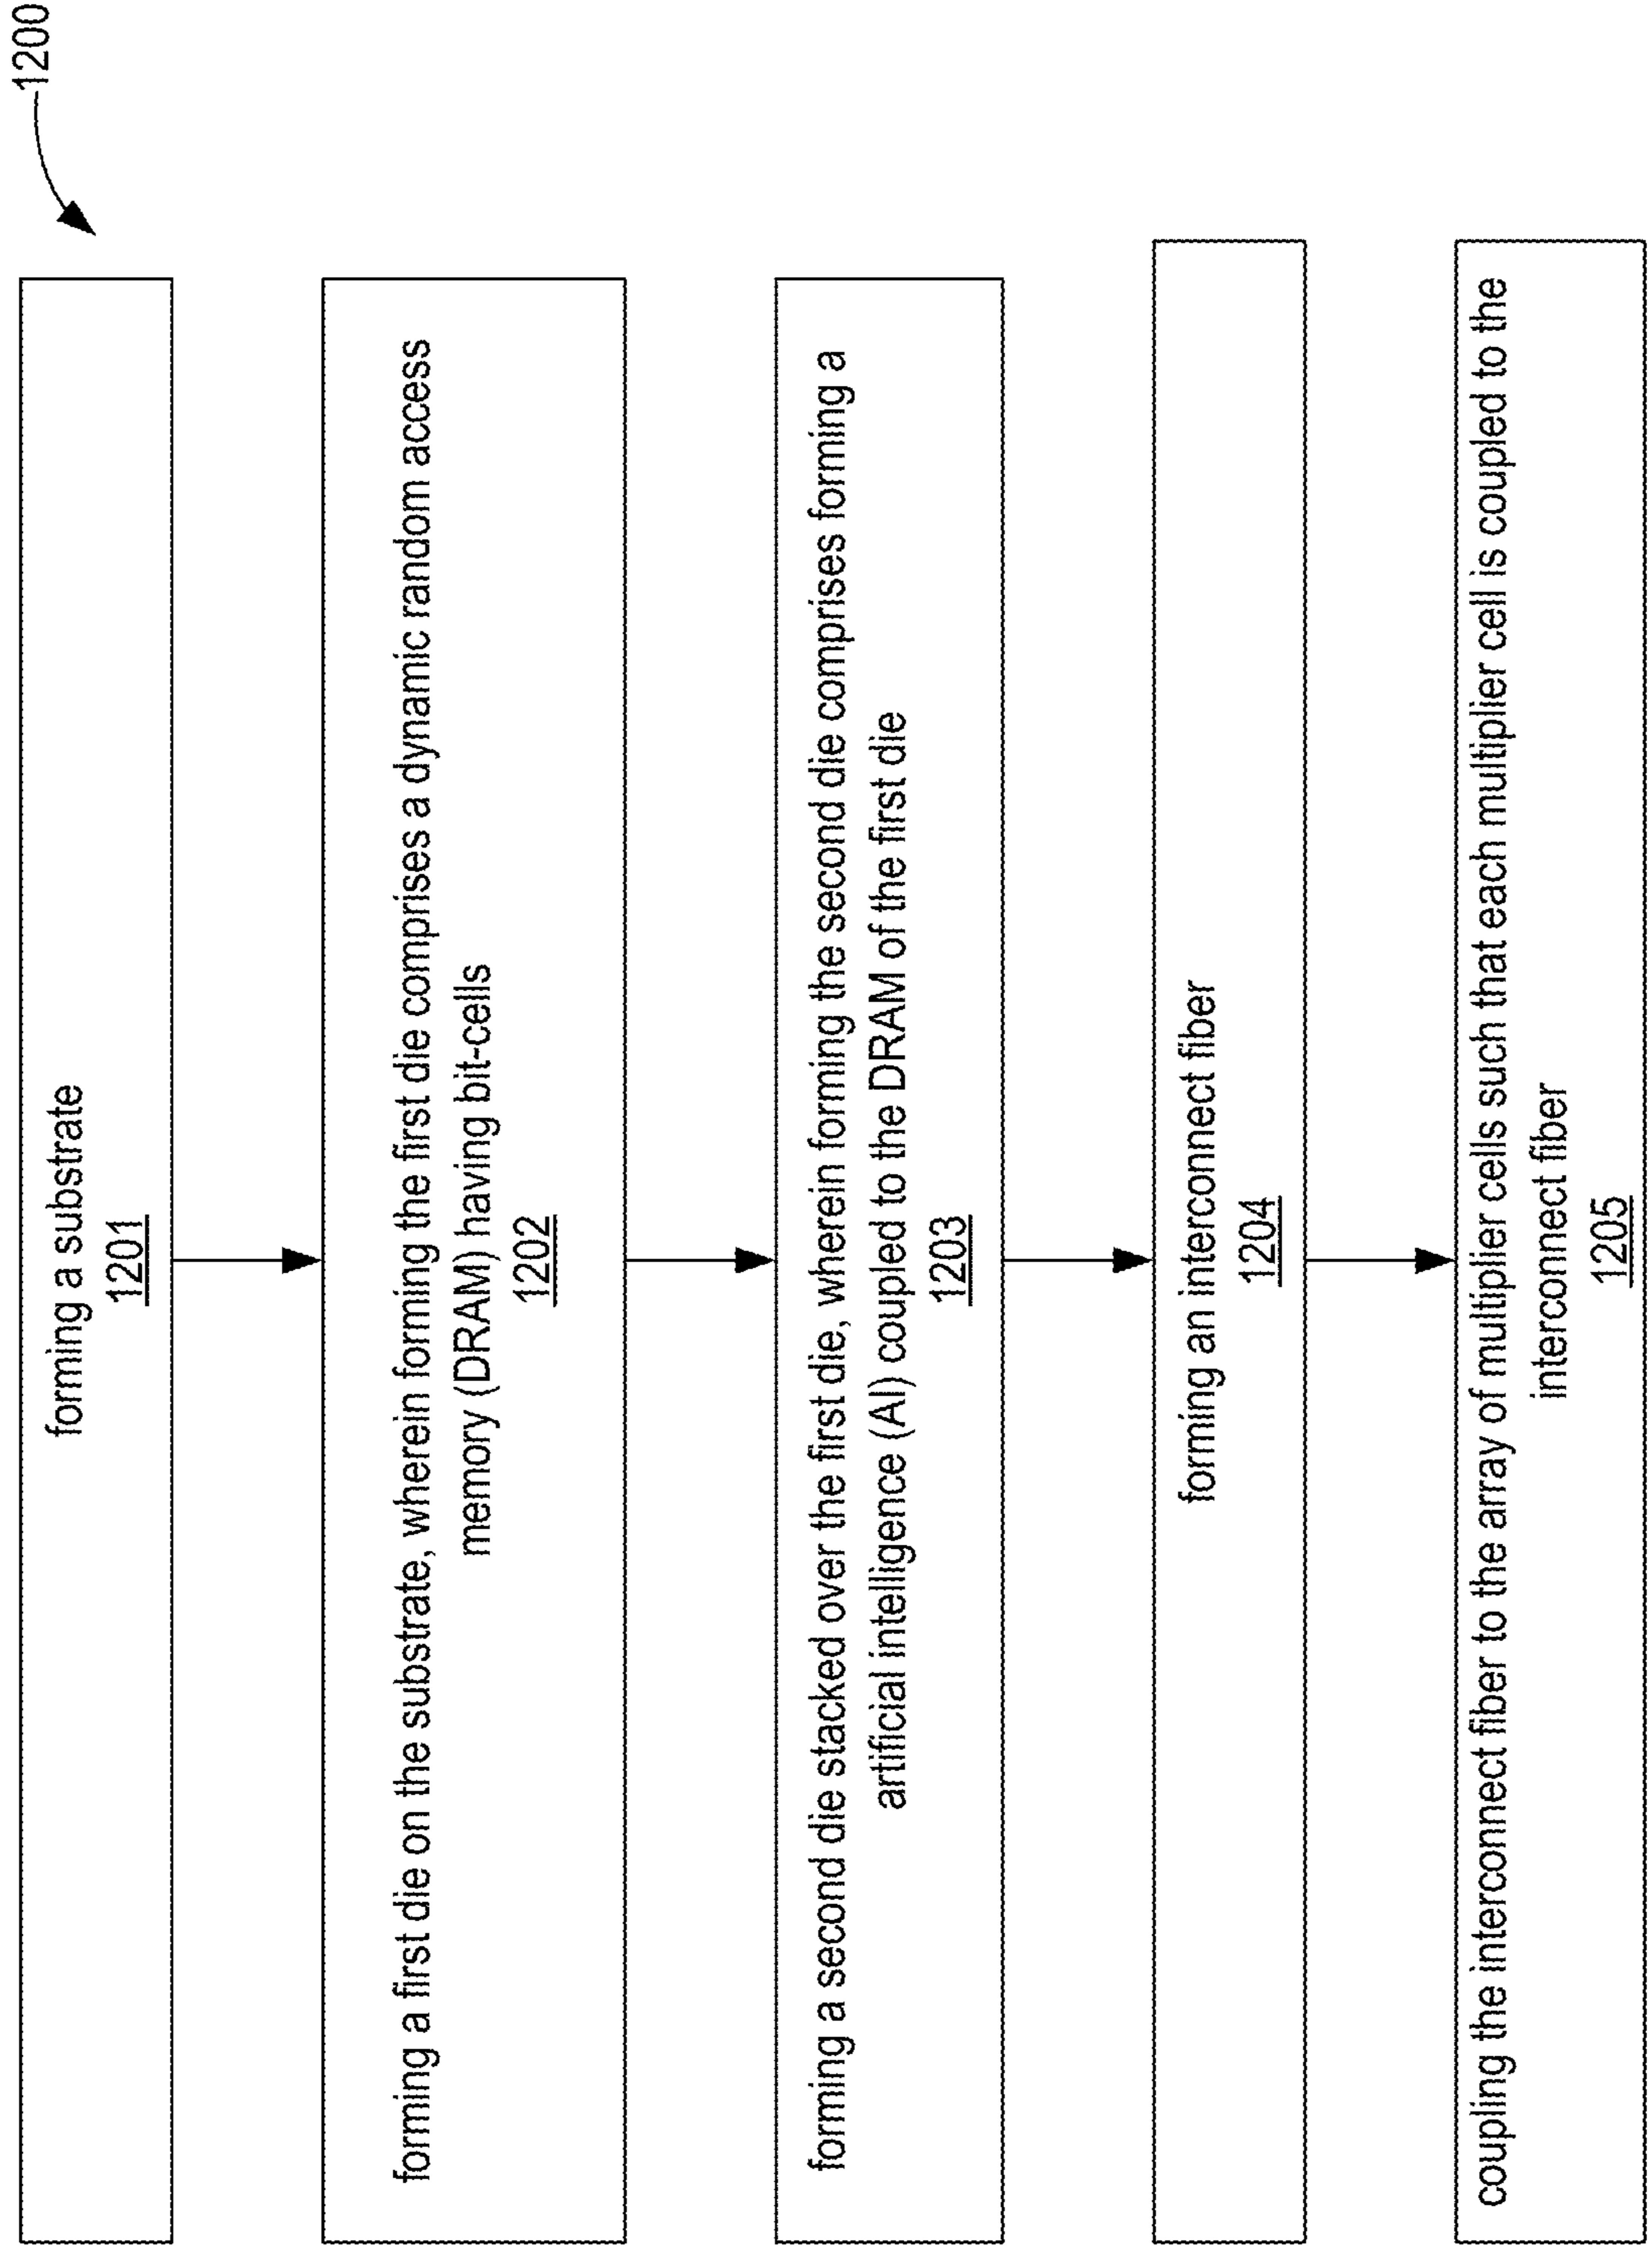 1200
forming a substrate
1201
forming a first die on the substrate, wherein forming the first die comprises a dynamic random access
memory (DRAM) having bit-cells
1202
forming a second die stacked over the first die, wherein forming the second die comprises forming a
artificial intelligence (AI) coupled to the DRAM of the first die
1203
forming an interconnect fiber
1204
coupling the interconnect fiber to the array of multiplier cells such that each multiplier cell is coupled to the
interconnect fiber
1205